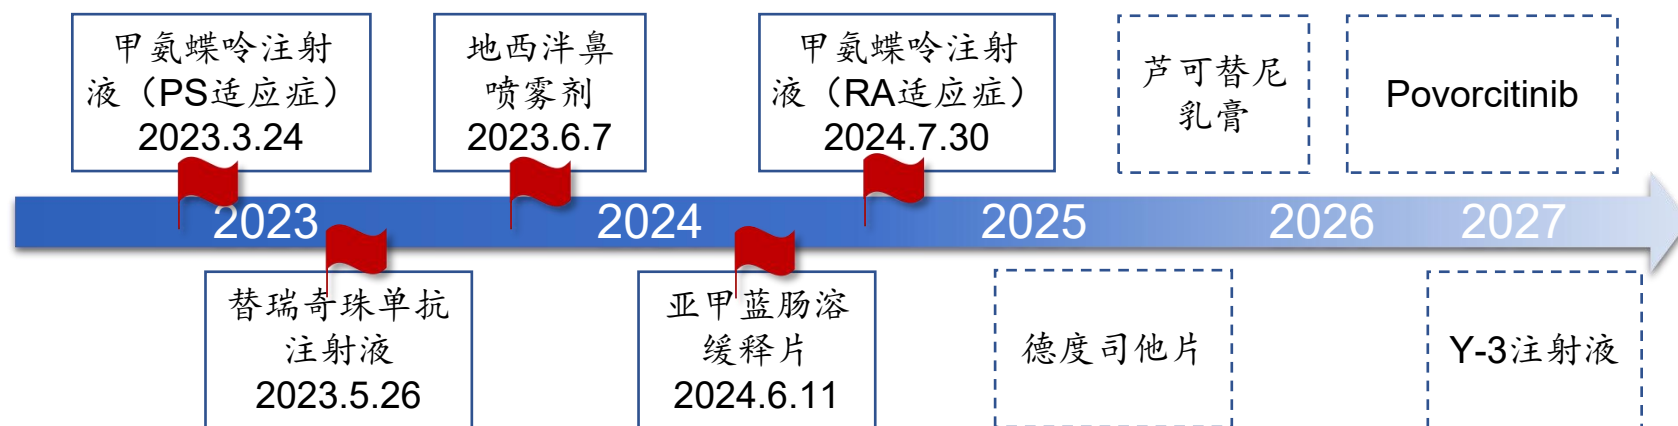 甲氨蝶呤注射
液（PS适应症）
2023.3.24
地西泮鼻
喷雾剂
2023.6.7
甲氨蝶呤注射
液（RA适应症）
2024.7.30
芦可替尼
乳膏
Povorcitinib
2023
2024
2025
2026
2027
替瑞奇珠单抗
注射液
2023.5.26
亚甲蓝肠溶
缓释片
2024.6.11
德度司他片
Y-3注射液